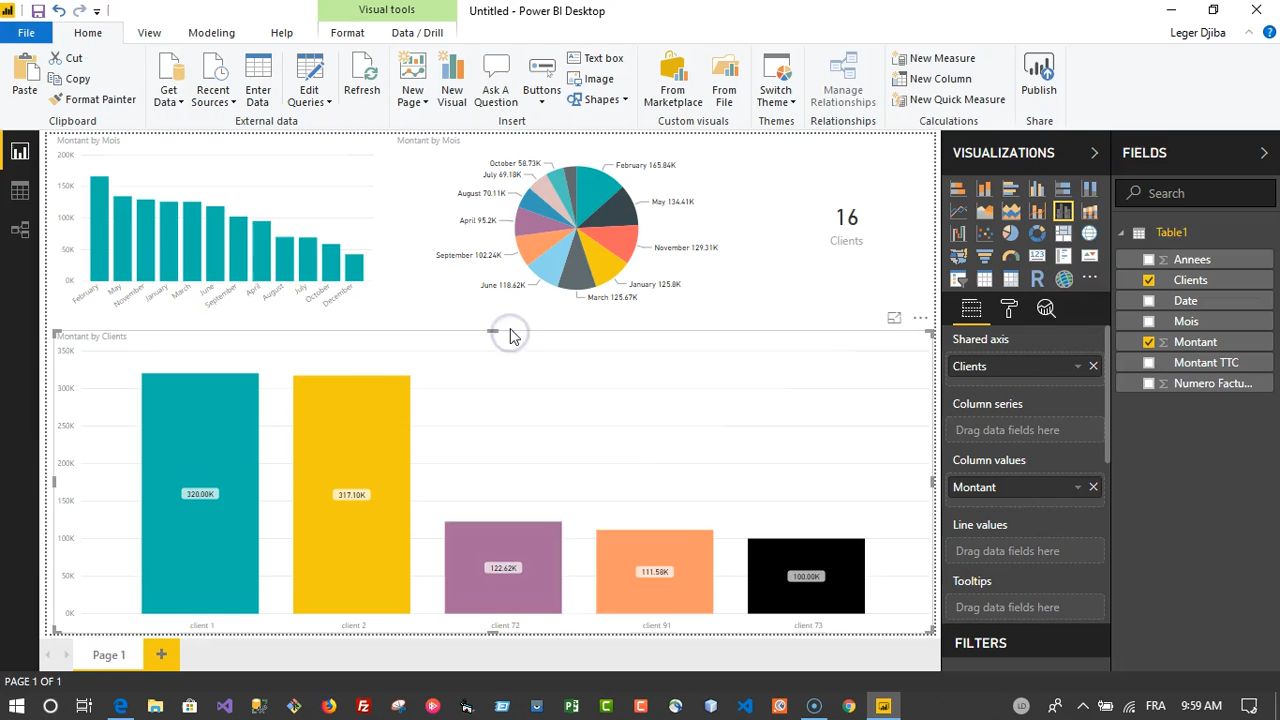 Visual tools
Untitled - Power BI Desktop
File
Home
View
Modeling
Help
Format
Data / Drill
Leger Djiba
Paste
Cut
Copy
Format Painter
Clipboard
Get Data
Recent Sources
Enter Data
Edit Queries
Refresh
External data
New Page
New Visual
Ask A Question
Buttons
Text box
Image
Shapes
Insert
From Marketplace
From File
Custom visuals
Switch Theme
Themes
Manage Relationships
Relationships
New Measure
New Column
New Quick Measure
Calculations
Publish
Share
Montant by Mois
200K
150K
100K
50K
0K
February
May
November
January
March
June
September
April
August
July
October
December
Montant by Mois
October 58.73K
July 69.18K
August 70.11K
April 95.2K
September 102.24K
June 118.62K
February 165.84K
May 134.41K
November 129.31K
January 125.8K
March 125.67K
16
Clients
Montant by Clients
350K
300K
250K
200K
150K
100K
50K
0K
320.00K
317.10K
122.62K
111.58K
100.00K
client 1
client 2
client 72
client 91
client 73
VISUALIZATIONS
R
Shared axis
Clients
Column series
Drag data fields here
Column values
Montant
Line values
Drag data fields here
Tooltips
Drag data fields here
FILTERS
FIELDS
Search
Table1
Annees
Clients
Date
Mois
Montant
Montant TTC
Numero Factu...
Page 1
PAGE 1 OF 1
LD
FRA
9:59 AM